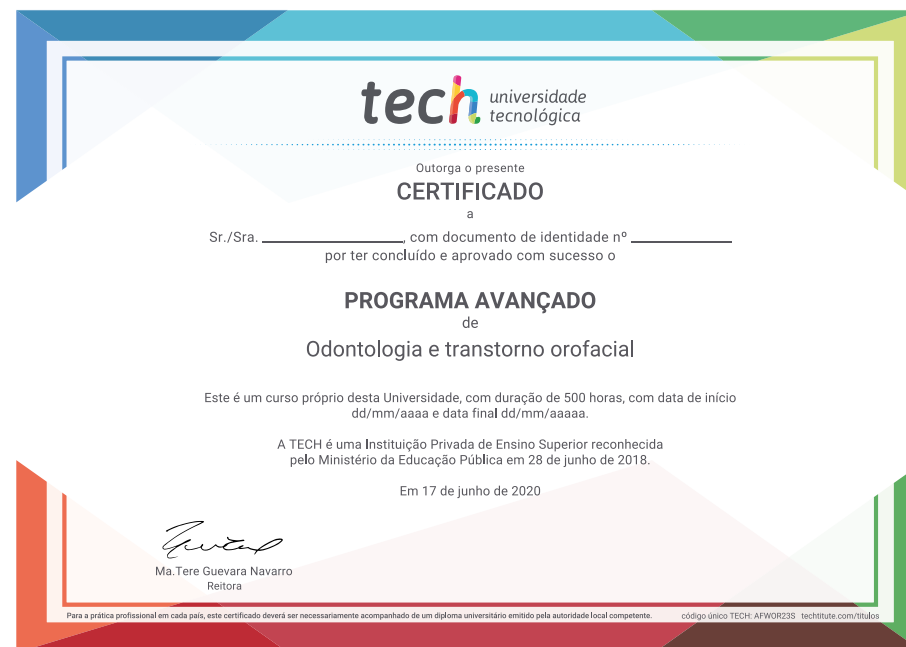 tech universidade
tecnológica
Outorga o presente
CERTIFICADO
a
Sr./Sra. ____________________, com documento de identidade nº ______________
por ter concluído e aprovado com sucesso o
PROGRAMA AVANÇADO
de
Odontologia e transtorno orofacial
Este é um curso próprio desta Universidade, com duração de 500 horas, com data de início
dd/mm/aaaa e data final dd/mm/aaaaa.
A TECH é uma Instituição Privada de Ensino Superior reconhecida
pelo Ministério da Educação Pública em 28 de junho de 2018.
Em 17 de junho de 2020
Ma.Tere Guevara Navarro
Reitora
Para a prática profissional em cada país, este certificado deverá ser necessariamente acompanhado de um diploma universitário emitido pela autoridade local competente. código único TECH: AFWOR23S techtitute.com/titulos